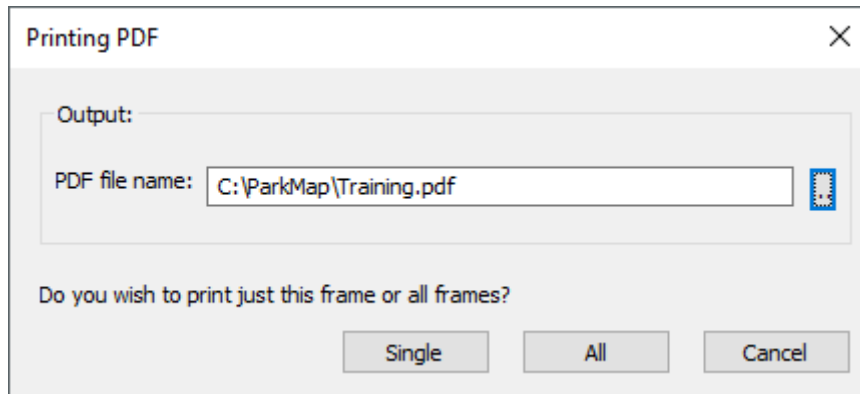 Printing PDF
Output:
PDF file name: C:\ParkMap\Training.pdf ..
Do you wish to print just this frame or all frames?
Single All Cancel